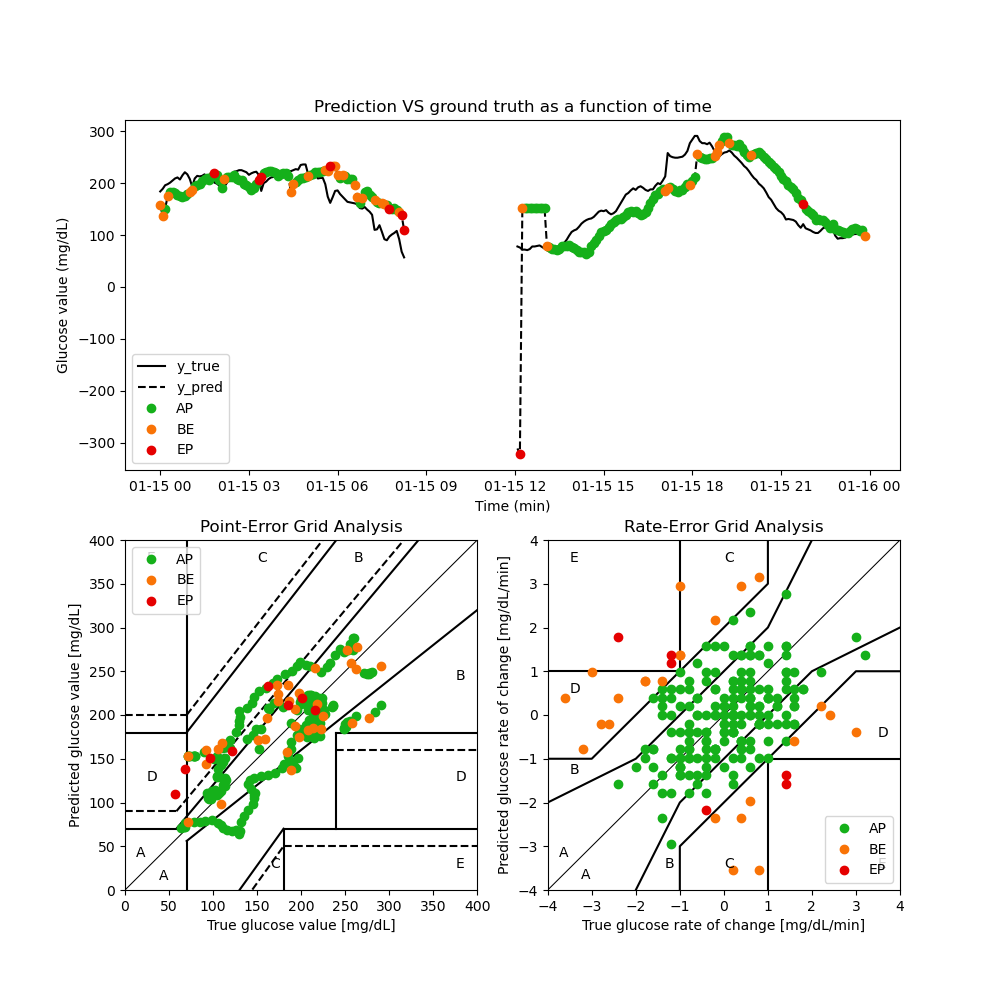 Prediction VS ground truth as a function of time
Glucose value (mg/dL)
300
200
100
0
−100
−200
−300
y_true
y_pred
AP
BE
EP
01-15 00
01-15 03
01-15 06
01-15 09
01-15 12
01-15 15
01-15 18
01-15 21
01-16 00
Time (min)
Point-Error Grid Analysis
Predicted glucose value [mg/dL]
400
350
300
250
200
150
100
50
0
AP
BE
EP
C
B
B
D
D
A
A
C
E
0
50
100
150
200
250
300
350
400
True glucose value [mg/dL]
Rate-Error Grid Analysis
Predicted glucose rate of change [mg/dL/min]
4
3
2
1
0
−1
−2
−3
−4
E
C
D
D
B
A
A
B
C
AP
BE
EP
−4
−3
−2
−1
0
1
2
3
4
True glucose rate of change [mg/dL/min]